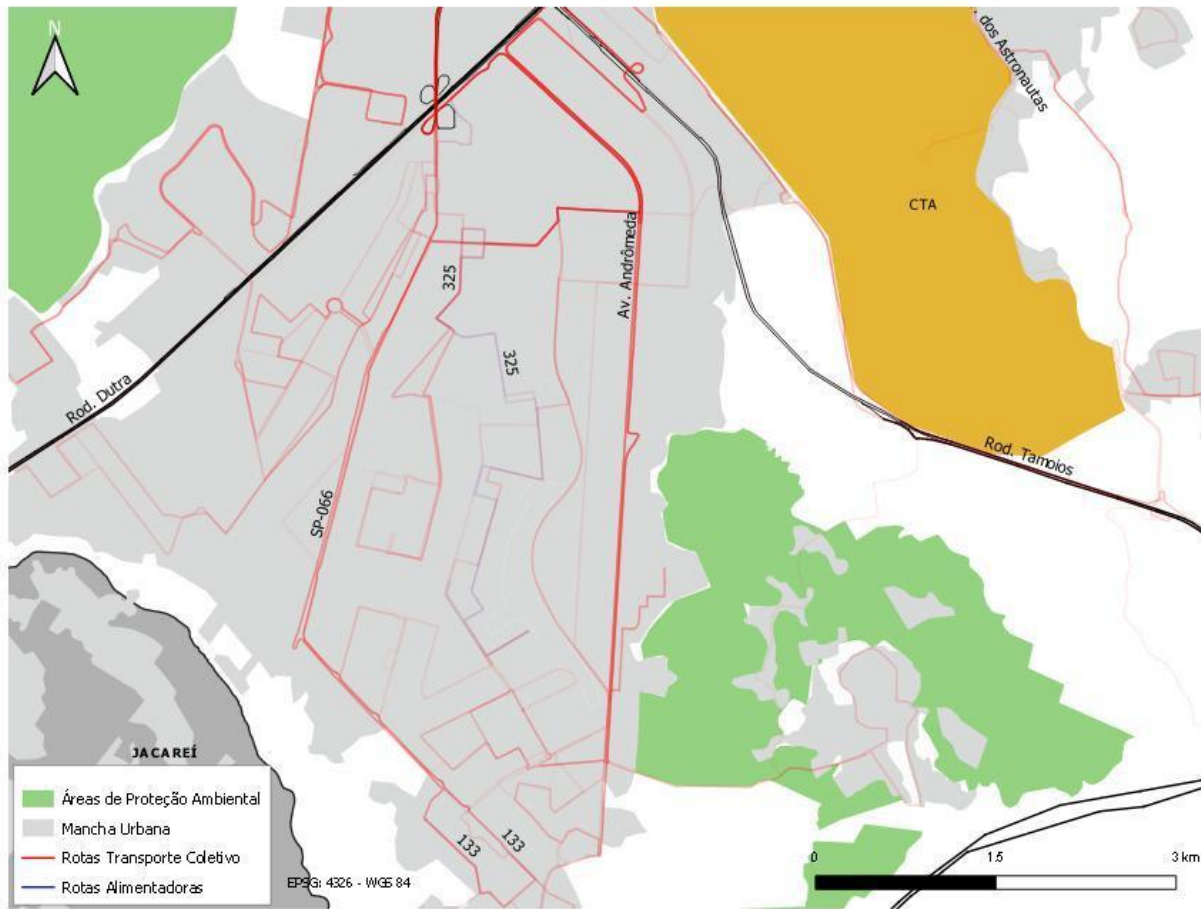 N
. dos Astronautas
CTA
325
Av. Andrômeda
325
Rod. Dutra
Rod. Tamoios
SP-066
JACAREÍ
Áreas de Proteção Ambiental
Mancha Urbana
Rotas Transporte Coletivo
Rotas Alimentadoras
133
133
EPSG: 4326 - WGS 84
0 1.5 3 km